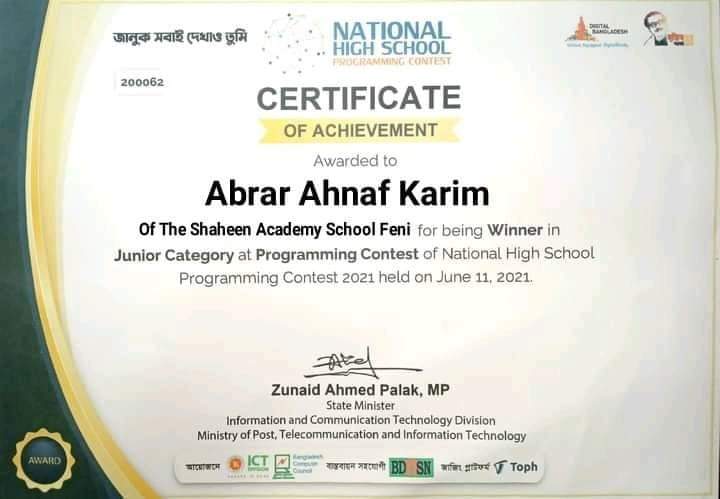 জানুক সবাই দেখাও তুমি
NATIONAL
HIGH SCHOOL
PROGRAMMING CONTEST
DIGITAL
BANGLADESH
200062
CERTIFICATE
OF ACHIEVEMENT
Awarded to
Abrar Ahnaf Karim
Of The Shaheen Academy School Feni for being Winner in
Junior Category at Programming Contest of National High School
Programming Contest 2021 held on June 11, 2021.
Zunaid Ahmed Palak, MP
State Minister
Information and Communication Technology Division
Ministry of Post, Telecommunication and Information Technology
AWARD
আয়োজনে ICT DIVISION Bangladesh Computer Council বাস্তবায়ন সহযোগী BD SN জাজিং প্লাটফর্ম Toph